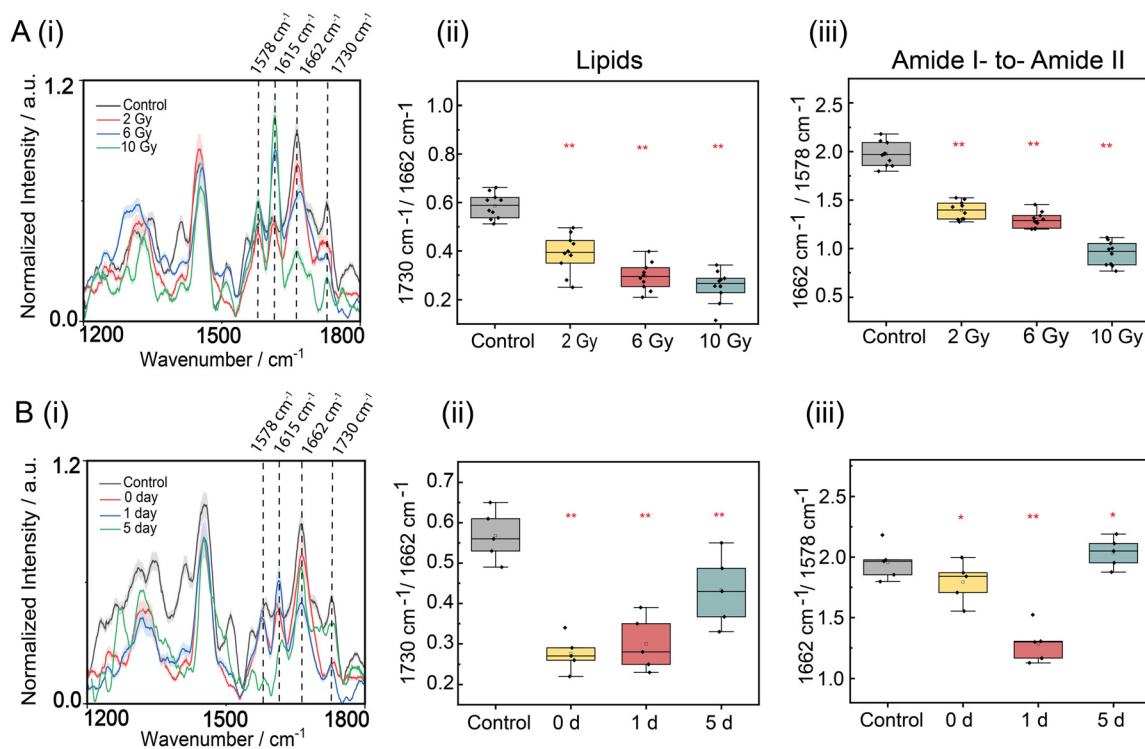 A (i)
1578 cm⁻¹
1615 cm⁻¹
1662 cm⁻¹
1730 cm⁻¹
1.2
Control
2 Gy
6 Gy
10 Gy
Normalized Intensity / a.u.
0.0
1200
1500
1800
Wavenumber / cm⁻¹
(ii)
Lipids
1.0
0.8
0.6
0.4
0.2
1730 cm⁻¹/ 1662 cm-¹
**
**
**
Control
2 Gy
6 Gy
10 Gy
(iii)
Amide I- to- Amide II
2.5
2.0
1.5
1.0
0.5
1662 cm⁻¹ / 1578 cm⁻¹
**
**
**
Control
2 Gy
6 Gy
10 Gy
B (i)
1578 cm⁻¹
1615 cm⁻¹
1662 cm⁻¹
1730 cm⁻¹
1.2
Control
0 day
1 day
5 day
Normalized Intensity / a.u.
0.0
1200
1500
1800
Wavenumber / cm⁻¹
(ii)
0.7
0.6
0.5
0.4
0.3
0.2
1730 cm⁻¹/ 1662 cm⁻¹
**
**
**
Control
0 d
1 d
5 d
(iii)
2.5
2.0
1.5
1.0
1662 cm⁻¹/ 1578 cm⁻¹
*
**
*
Control
0 d
1 d
5 d